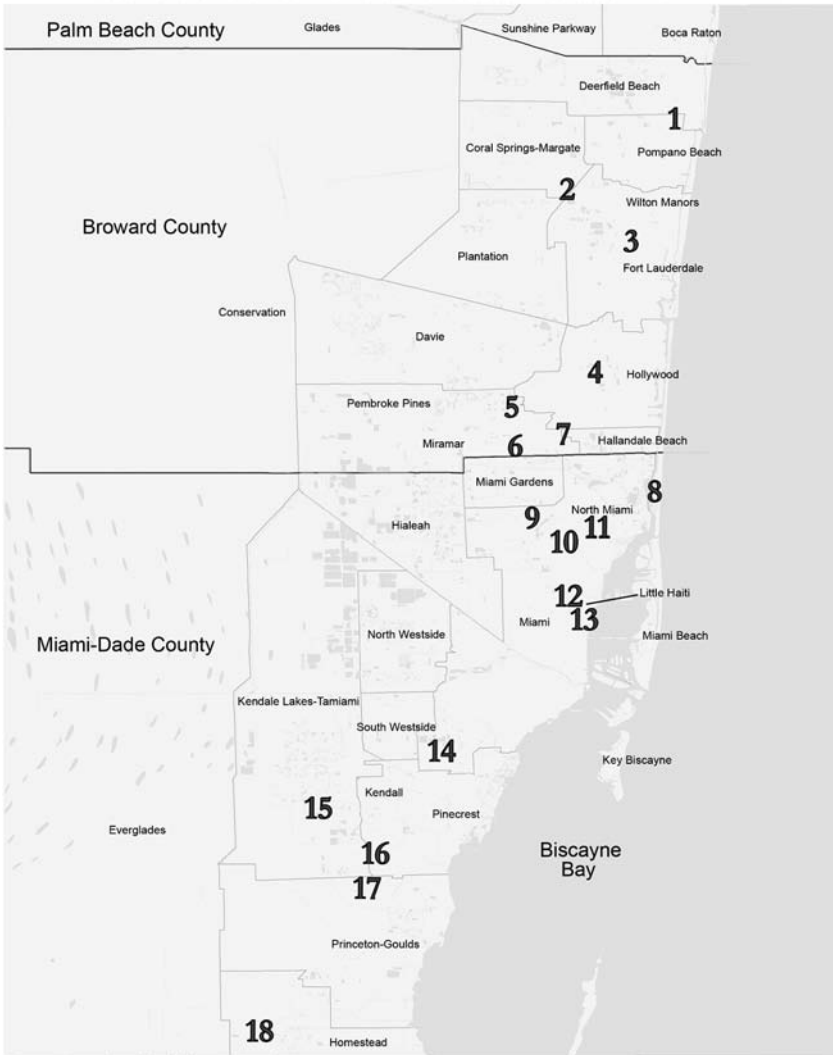 Palm Beach County
Glades
Sunshine Parkway
Boca Raton
Deerfield Beach
1
Coral Springs-Margate
Pompano Beach
2
Wilton Manors
Broward County
3
Plantation
Fort Lauderdale
Conservation
Davie
4
Hollywood
Pembroke Pines
5
Miramar
6
7
Hallandale Beach
Miami Gardens
8
9
North Miami
Hialeah
10
11
12
Little Haiti
13
Miami
North Westside
Miami Beach
Miami-Dade County
Kendale Lakes-Tamiami
South Westside
14
Key Biscayne
Kendall
15
Pinecrest
Everglades
16
Biscayne
Bay
17
Princeton-Goulds
18
Homestead